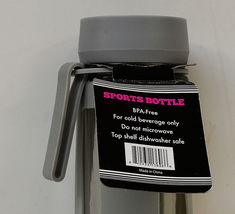 SPORTS BOTTLE
BPA-Free
For cold beverage only
Do not microwave
Top shelf dishwasher safe
Made in China